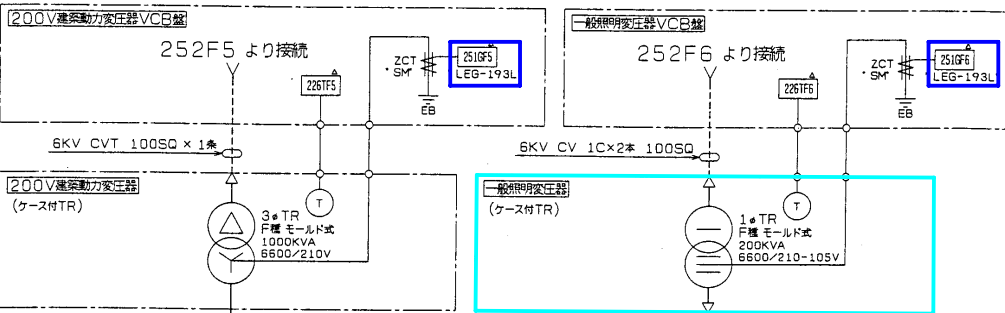 200V建築動力変圧器VCB盤
252F5 より接続
ZCT
"SM"
251GF5
LEG-193L
226TF5
EB
6KV CVT 100SQ × 1条
200V建築動力変圧器
(ケース付TR)
T
3φTR
F種 モールド式
1000KVA
6600/210V
一般照明変圧器VCB盤
252F6 より接続
ZCT
"SM"
251GF6
LEG-193L
226TF6
EB
6KV CV 1C×2本 100SQ
一般照明変圧器
(ケース付TR)
T
1φTR
F種 モールド式
200KVA
6600/210-105V